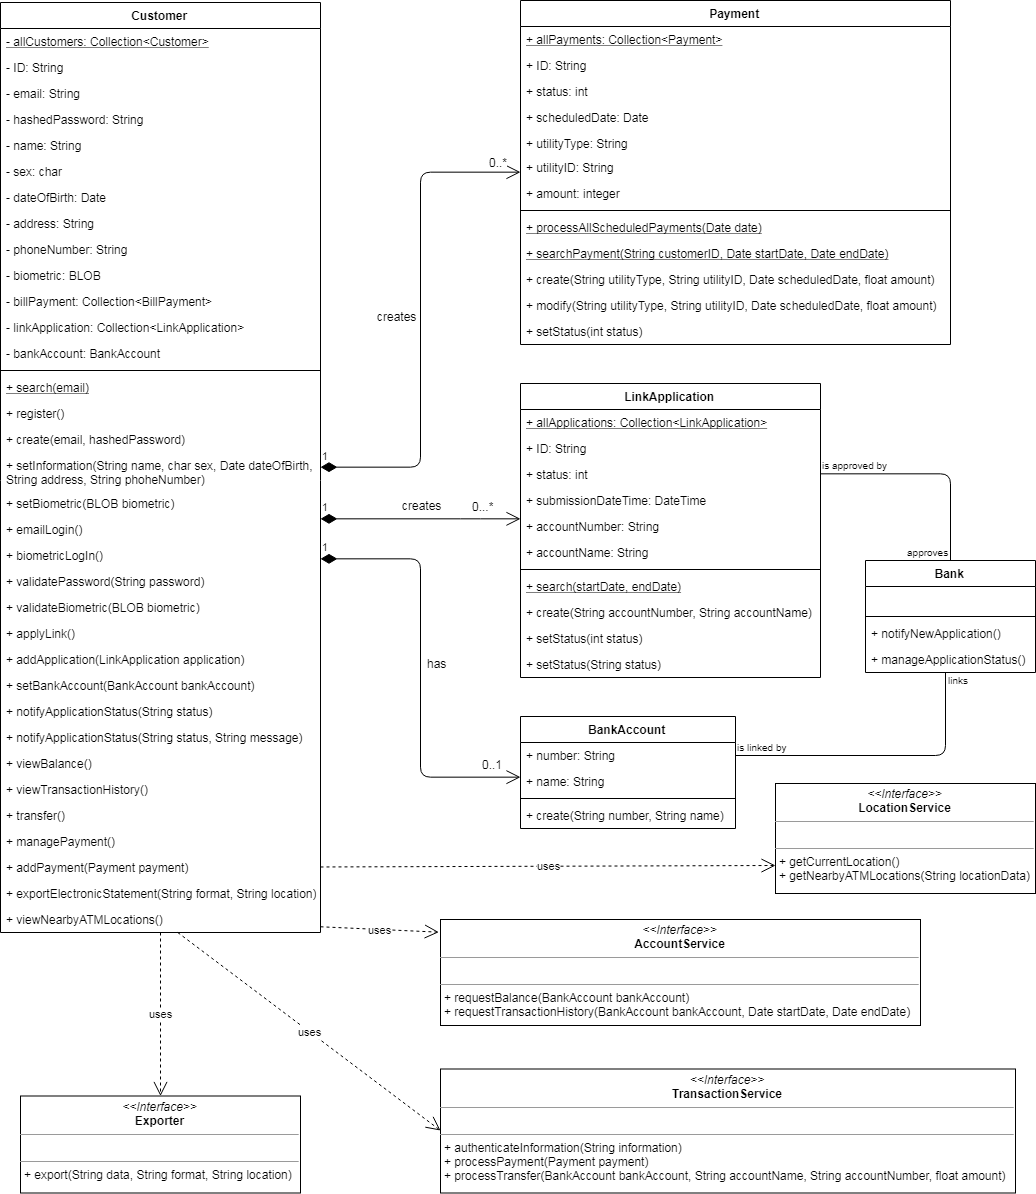 Customer
- allCustomers: Collection<Customer>
- ID: String
- email: String
- hashedPassword: String
- name: String
- sex: char
- dateOfBirth: Date
- address: String
- phoneNumber: String
- biometric: BLOB
- billPayment: Collection<BillPayment>
- linkApplication: Collection<LinkApplication>
- bankAccount: BankAccount
+ search(email)
+ register()
+ create(email, hashedPassword)
+ setInformation(String name, char sex, Date dateOfBirth,
String address, String phoheNumber)
+ setBiometric(BLOB biometric)
+ emailLogin()
+ biometricLogIn()
+ validatePassword(String password)
+ validateBiometric(BLOB biometric)
+ applyLink()
+ addApplication(LinkApplication application)
+ setBankAccount(BankAccount bankAccount)
+ notifyApplicationStatus(String status)
+ notifyApplicationStatus(String status, String message)
+ viewBalance()
+ viewTransactionHistory()
+ transfer()
+ managePayment()
+ addPayment(Payment payment)
+ exportElectronicStatement(String format, String location)
+ viewNearbyATMLocations()
1
creates
0..*
1
creates
0...*
1
has
0..1
Payment
+ allPayments: Collection<Payment>
+ ID: String
+ status: int
+ scheduledDate: Date
+ utilityType: String
+ utilityID: String
+ amount: integer
+ processAllScheduledPayments(Date date)
+ searchPayment(String customerID, Date startDate, Date endDate)
+ create(String utilityType, String utilityID, Date scheduledDate, float amount)
+ modify(String utilityType, String utilityID, Date scheduledDate, float amount)
+ setStatus(int status)
LinkApplication
+ allApplications: Collection<LinkApplication>
+ ID: String
+ status: int
+ submissionDateTime: DateTime
+ accountNumber: String
+ accountName: String
+ search(startDate, endDate)
+ create(String accountNumber, String accountName)
+ setStatus(int status)
+ setStatus(String status)
is approved by
approves
Bank
+ notifyNewApplication()
+ manageApplicationStatus()
links
is linked by
BankAccount
+ number: String
+ name: String
+ create(String number, String name)
uses
<<Interface>>
LocationService
+ getCurrentLocation()
+ getNearbyATMLocations(String locationData)
uses
<<Interface>>
AccountService
+ requestBalance(BankAccount bankAccount)
+ requestTransactionHistory(BankAccount bankAccount, Date startDate, Date endDate)
uses
<<Interface>>
TransactionService
+ authenticateInformation(String information)
+ processPayment(Payment payment)
+ processTransfer(BankAccount bankAccount, String accountName, String accountNumber, float amount)
uses
<<Interface>>
Exporter
+ export(String data, String format, String location)